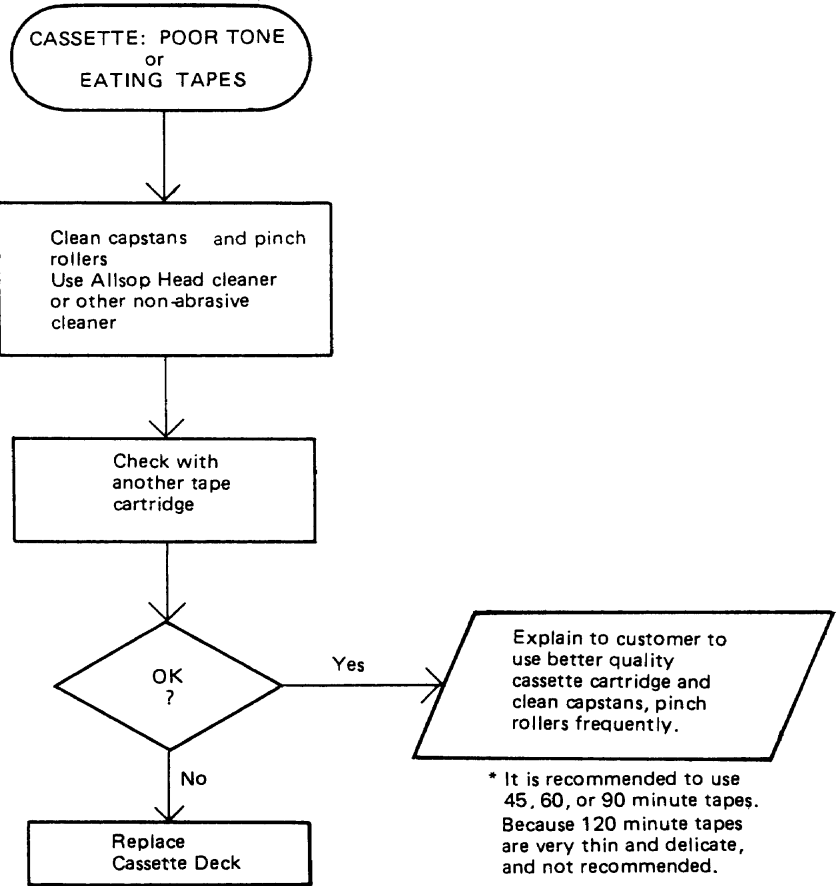 CASSETTE: POOR TONE
or
EATING TAPES
Clean capstans and pinch
rollers
Use Allsop Head cleaner
or other non-abrasive
cleaner
Check with
another tape
cartridge
OK
?
Yes
Explain to customer to
use better quality
cassette cartridge and
clean capstans, pinch
rollers frequently.
* It is recommended to use
45, 60, or 90 minute tapes.
Because 120 minute tapes
are very thin and delicate,
and not recommended.
No
Replace
Cassette Deck